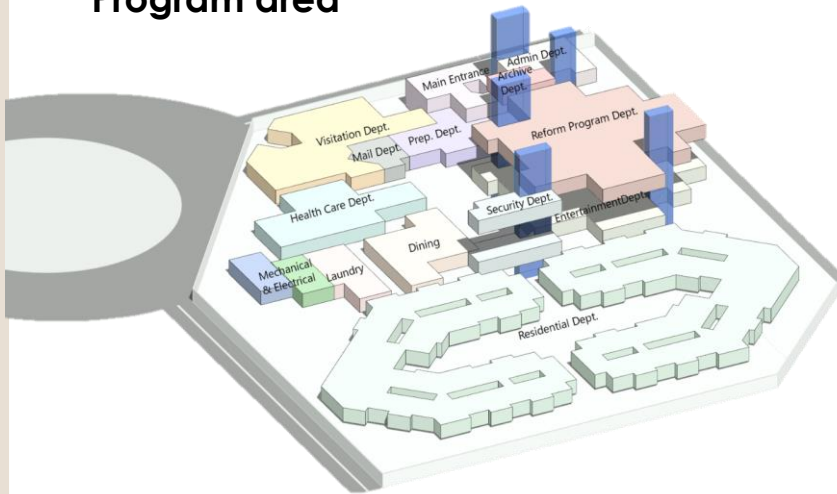 Program area
Admin Dept.
Main Entrance
Archive
Dept.
Visitation Dept.
Prep. Dept.
Reform Program Dept.
Mail Dept.
Health Care Dept.
Security Dept.
EntertainmentDept.
Dining
Mechanical
& Electrical
Laundry
Residential Dept.